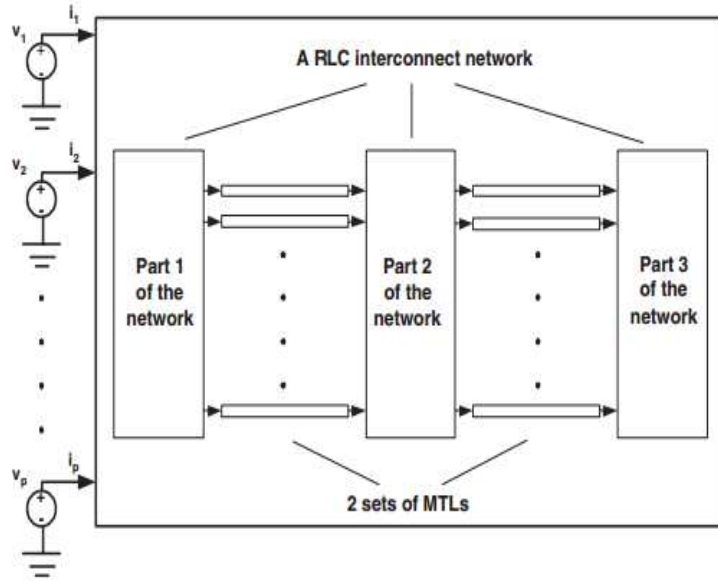 i1
v1
+
-
A RLC interconnect network
i2
v2
+
-
Part 1
of the
network
Part 2
of the
network
Part 3
of the
network
ip
vp
+
-
2 sets of MTLs